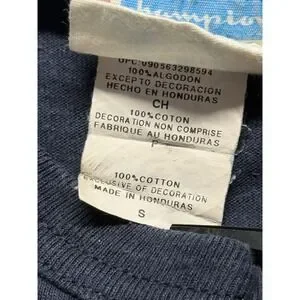 Champion
UPC:090563298594
100%ALGODON
EXCEPTO DECORACION
HECHO EN HONDURAS
CH
100%COTON
DECORATION NON COMPRISE
FABRIQUE AU HONDURAS
P
100%COTTON
EXCLUSIVE OF DECORATION
MADE IN HONDURAS
S